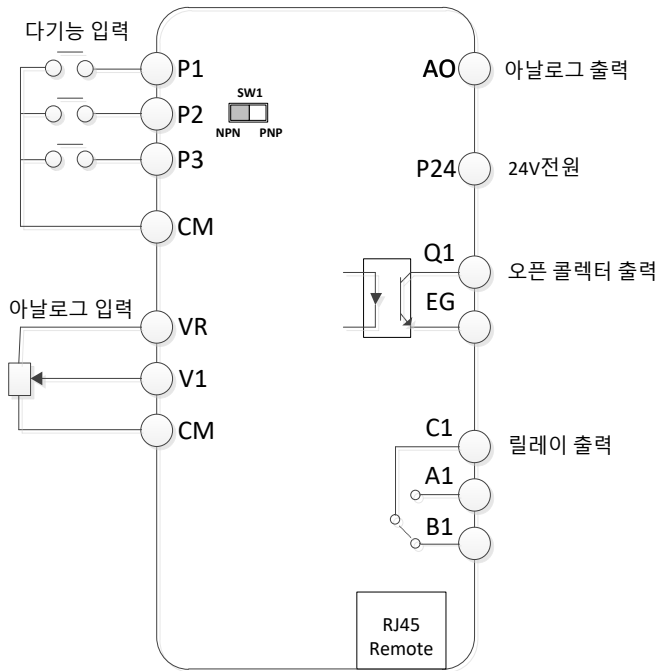 다기능 입력
P1
P2
P3
CM
SW1
NPN PNP
아날로그 입력
VR
V1
CM
AO 아날로그 출력
P24 24V전원
Q1 오픈 콜렉터 출력
EG
C1 릴레이 출력
A1
B1
RJ45
Remote